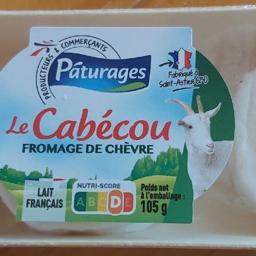 PRODUCTEURS & COMMERÇANTS
Pâturages
Fabriqué à
Saint-Astier (24)
Le Cabécou
FROMAGE DE CHÈVRE
LAIT
FRANÇAIS
NUTRI-SCORE
A B C D E
Poids net
à l'emballage :
105 g